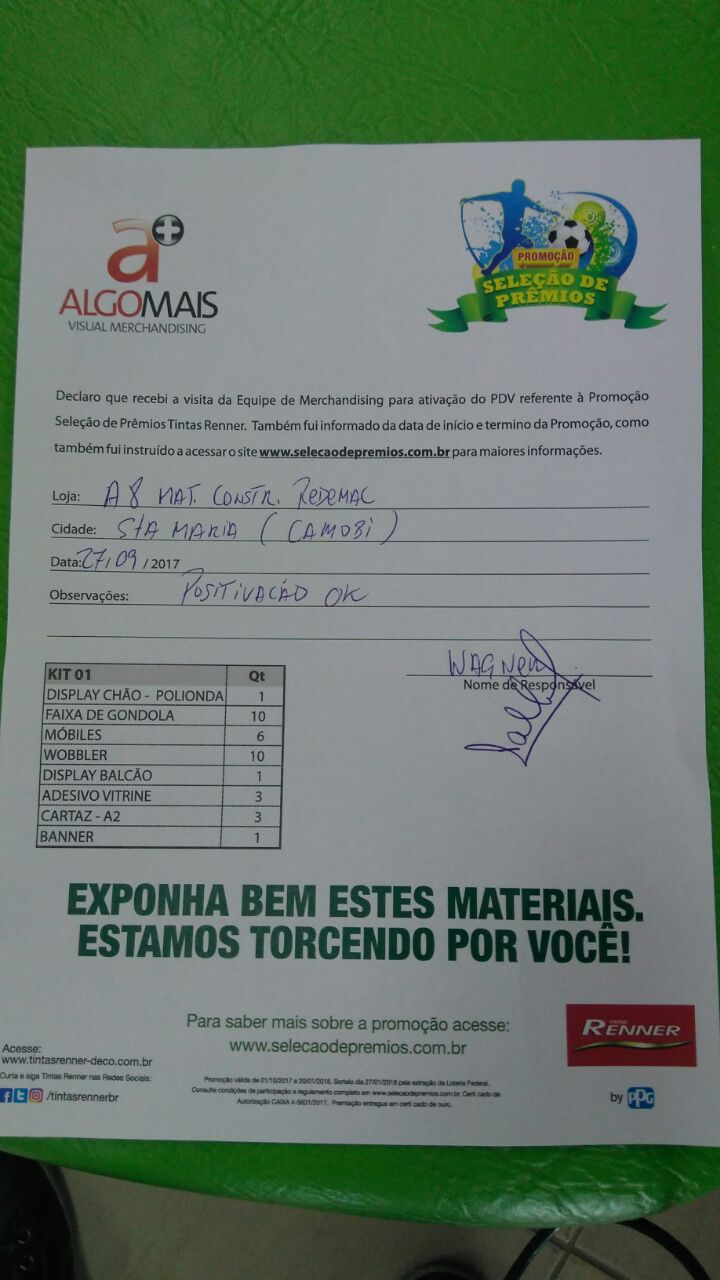 a+
ALGOMAIS
VISUAL MERCHANDISING
PROMOÇÃO
SELEÇÃO DE
PRÊMIOS
Declaro que recebi a visita da Equipe de Merchandising para ativação do PDV referente à Promoção
Seleção de Prêmios Tintas Renner. Também fui informado da data de início e termino da Promoção, como
também fui instruído a acessar o site www.selecaodepremios.com.br para maiores informações.
Loja: A8 MAT. CONSTR. REDEMAC
Cidade: STA MARIA (CAMOBI)
Data: 27/09/2017
Observações: POSITIVAÇÃO OK
WAGNER
Nome de Responsável
KIT 01 Qt
DISPLAY CHÃO - POLIONDA 1
FAIXA DE GONDOLA 10
MÓBILES 6
WOBBLER 10
DISPLAY BALCÃO 1
ADESIVO VITRINE 3
CARTAZ - A2 3
BANNER 1
EXPONHA BEM ESTES MATERIAIS.
ESTAMOS TORCENDO POR VOCÊ!
Para saber mais sobre a promoção acesse:
www.selecaodepremios.com.br
RENNER
Acesse:
www.tintasrenner-deco.com.br
Curta e siga Tintas Renner nas Redes Sociais:
/tintasrennerbr
Promoção válida de 01/10/2017 a 20/01/2018. Sorteio dia 27/01/2018 pela extração da Loteria Federal.
Consulte condições de participação e regulamento completo em www.selecaodepremios.com.br. Certi cado de
Autorização CAIXA 4-5631/2017. Premiação entregue em certi cado de ouro.
by PPG